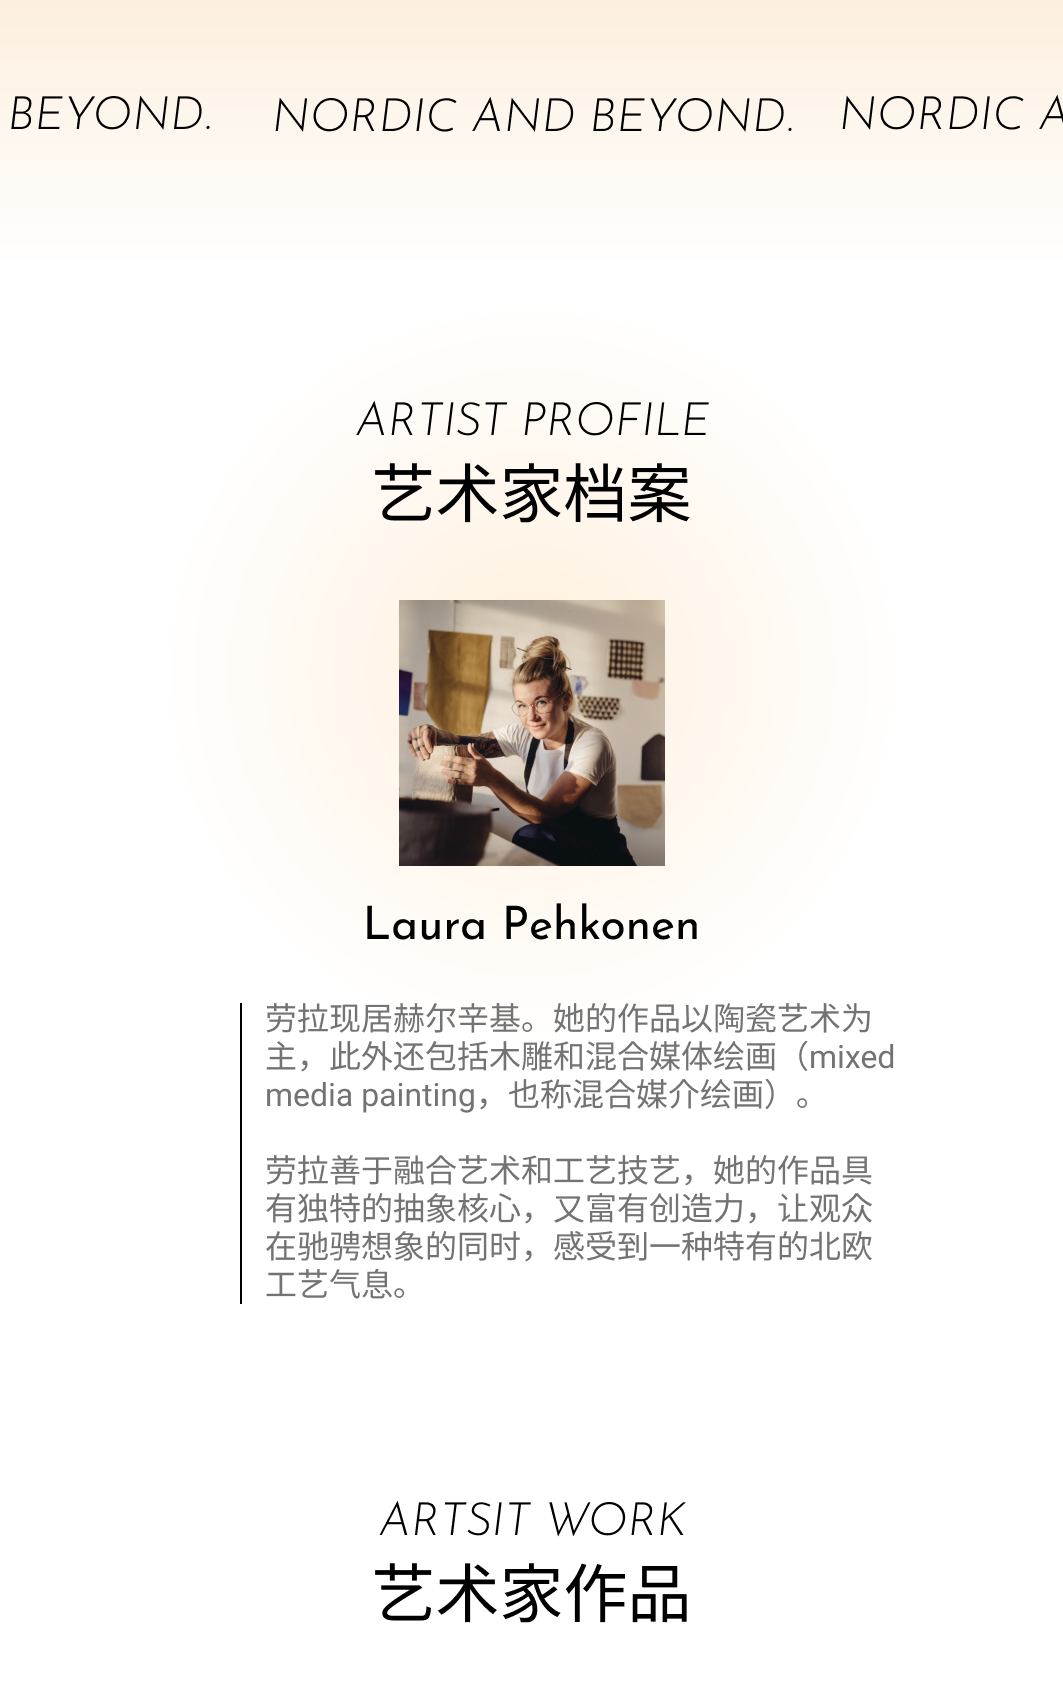 BEYOND. NORDIC AND BEYOND. NORDIC A
ARTIST PROFILE
艺术家档案
Laura Pehkonen
劳拉现居赫尔辛基。她的作品以陶瓷艺术为
主，此外还包括木雕和混合媒体绘画（mixed
media painting，也称混合媒介绘画）。
劳拉善于融合艺术和工艺技艺，她的作品具
有独特的抽象核心，又富有创造力，让观众
在驰骋想象的同时，感受到一种特有的北欧
工艺气息。
ARTSIT WORK
艺术家作品